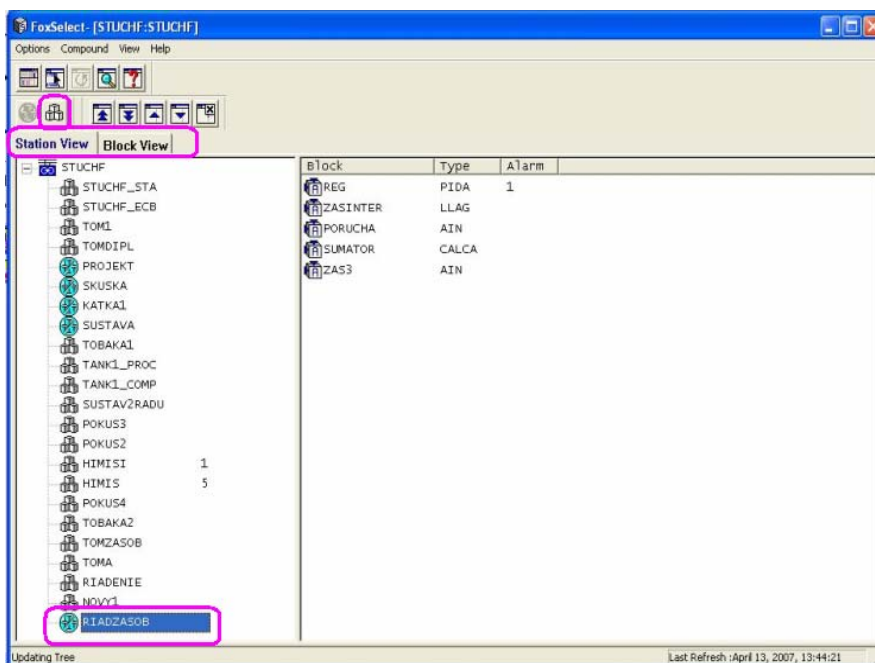 FoxSelect- [STUCHF:STUCHF]
Options Compound View Help
Station View Block View
STUCHF
STUCHF_STA
STUCHF_ECB
TOM1
TOMDIPL
PROJEKT
SKUSKA
KATKA1
SUSTAVA
TOBAKA1
TANK1_PROC
TANK1_COMP
SUSTAV2RADU
POKUS3
POKUS2
HIMISI 1
HIMIS 5
POKUS4
TOBAKA2
TOMZASOB
TOMA
RIADENIE
NOVY1
RIADZASOB
Block Type Alarm
REG PIDA 1
ZASINTER LLAG
PORUCHA AIN
SUMATOR CALCA
ZAS3 AIN
Updating Tree
Last Refresh :April 13, 2007, 13:44:21